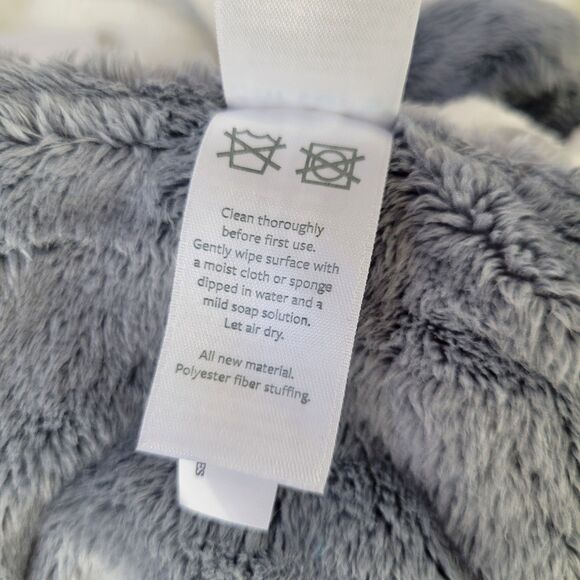 Clean thoroughly
before first use.
Gently wipe surface with
a moist cloth or sponge
dipped in water and a
mild soap solution.
Let air dry.
All new material.
Polyester fiber stuffing.